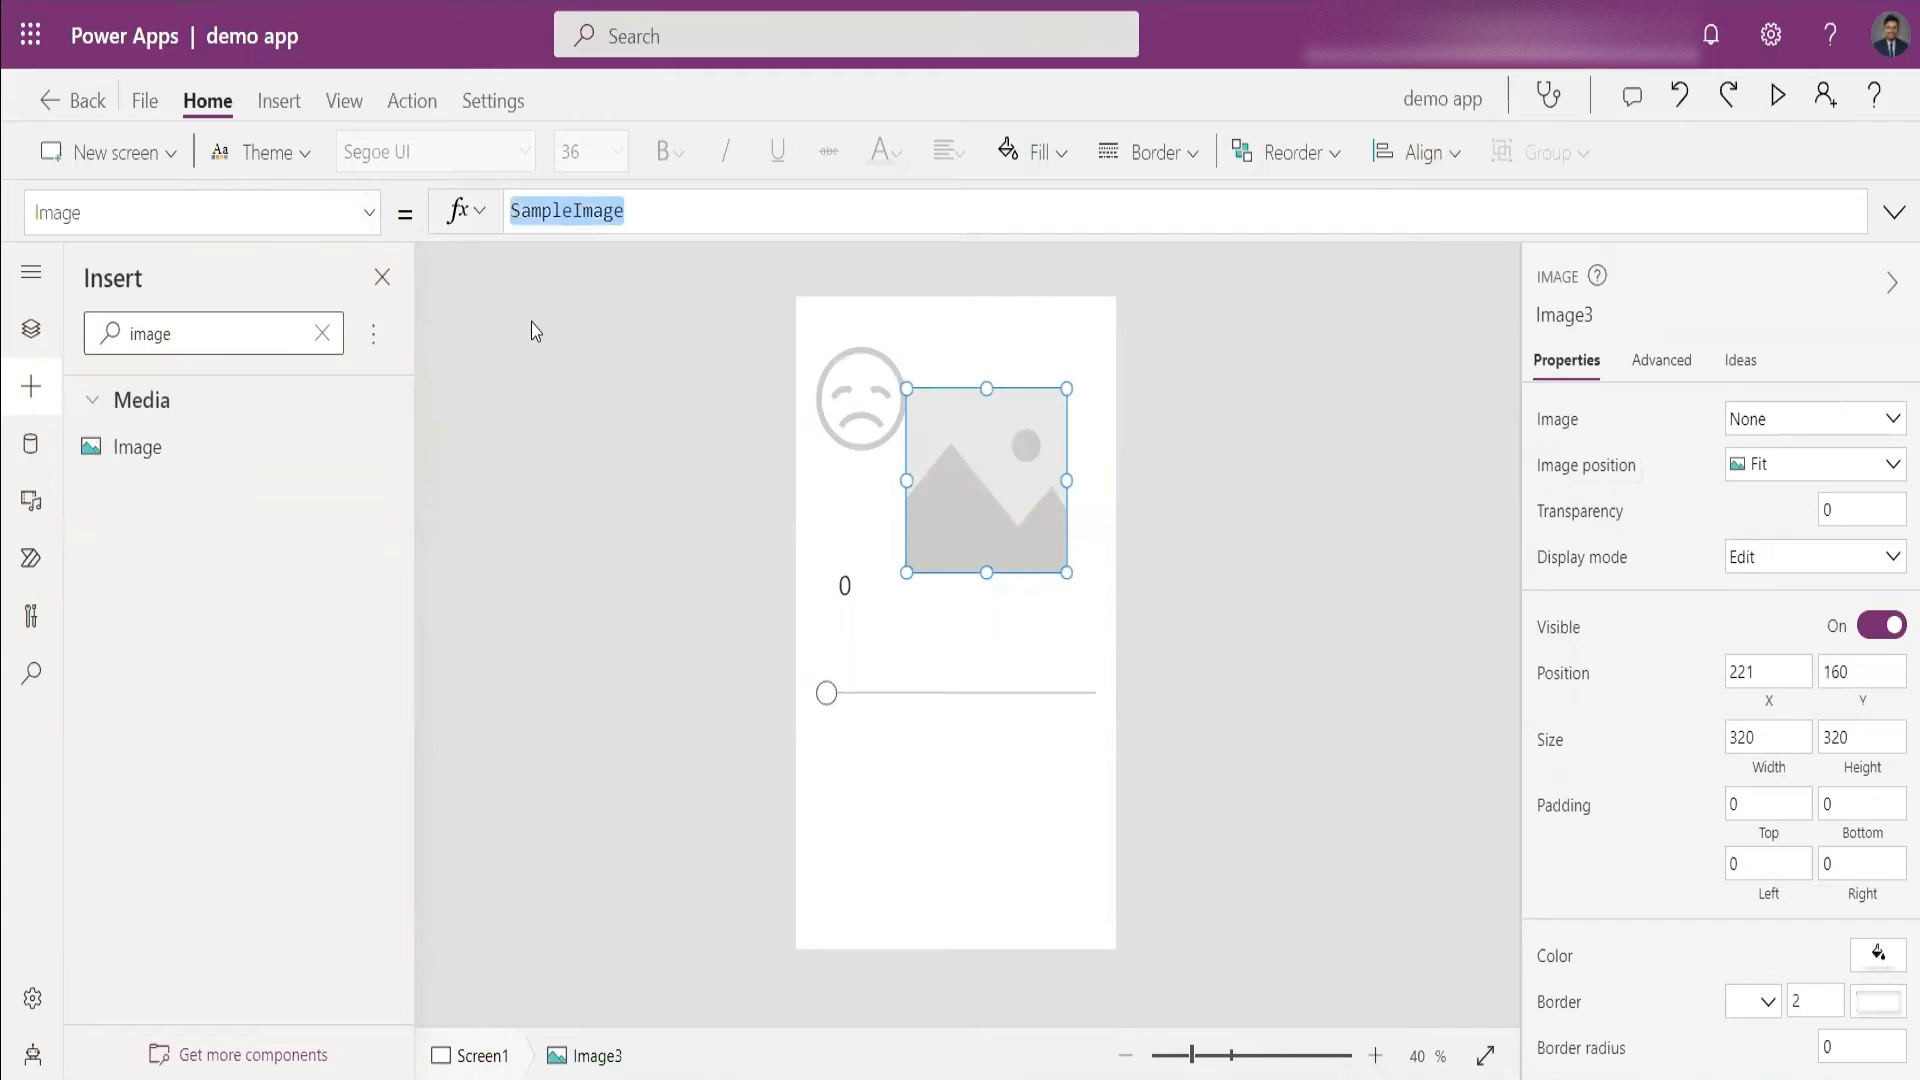 Power Apps | demo app
Search
Back
File
Home
Insert
View
Action
Settings
demo app
New screen
Theme
Segoe UI
36
B
/
U
abc
A
Fill
Border
Reorder
Align
Group
Image
=
fx
SampleImage
Insert
image
Media
Image
Get more components
0
Screen1
Image3
40 %
IMAGE
Image3
Properties
Advanced
Ideas
Image
None
Image position
Fit
Transparency
0
Display mode
Edit
Visible
On
Position
221
160
X
Y
Size
320
320
Width
Height
Padding
0
0
Top
Bottom
0
0
Left
Right
Color
Border
2
Border radius
0